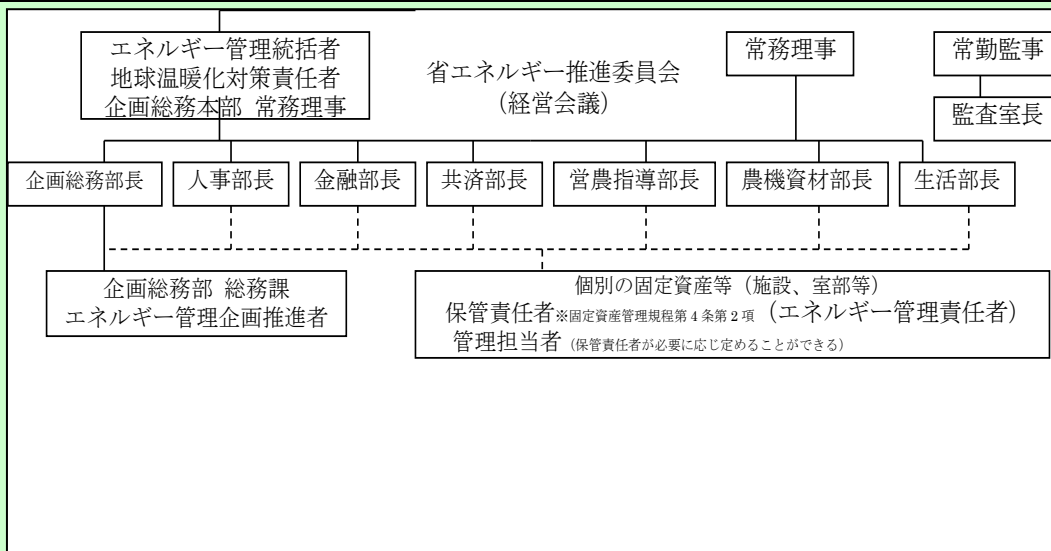 エネルギー管理統括者
地球温暖化対策責任者
企画総務本部 常務理事
省エネルギー推進委員会
（経営会議）
常務理事
常勤監事
監査室長
企画総務部長
人事部長
金融部長
共済部長
営農指導部長
農機資材部長
生活部長
企画総務部 総務課
エネルギー管理企画推進者
個別の固定資産等（施設、室部等）
保管責任者※固定資産管理規程第４条第２項（エネルギー管理責任者）
管理担当者（保管責任者が必要に応じ定めることができる）